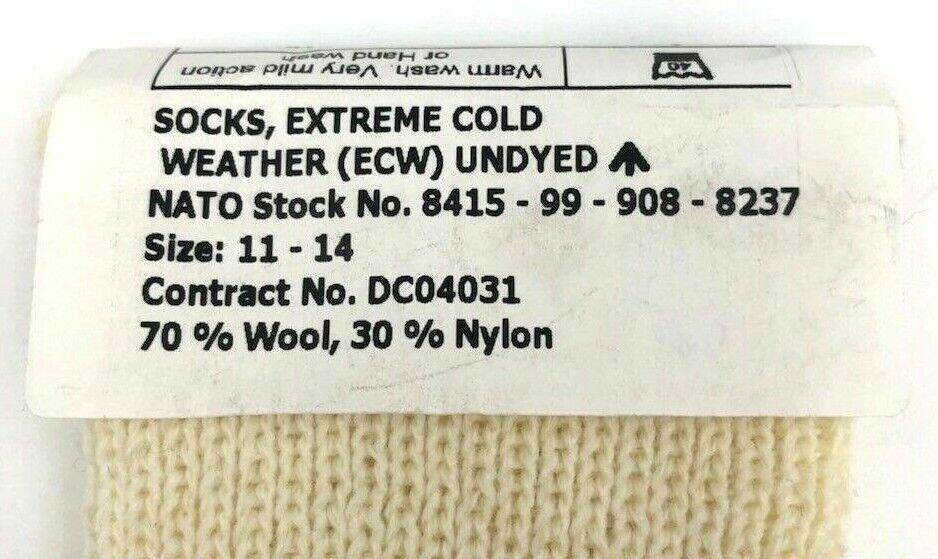 Warm wash. Very mild action
or Hand wash
40
SOCKS, EXTREME COLD
WEATHER (ECW) UNDYED
NATO Stock No. 8415 - 99 - 908 - 8237
Size: 11 - 14
Contract No. DC04031
70 % Wool, 30 % Nylon